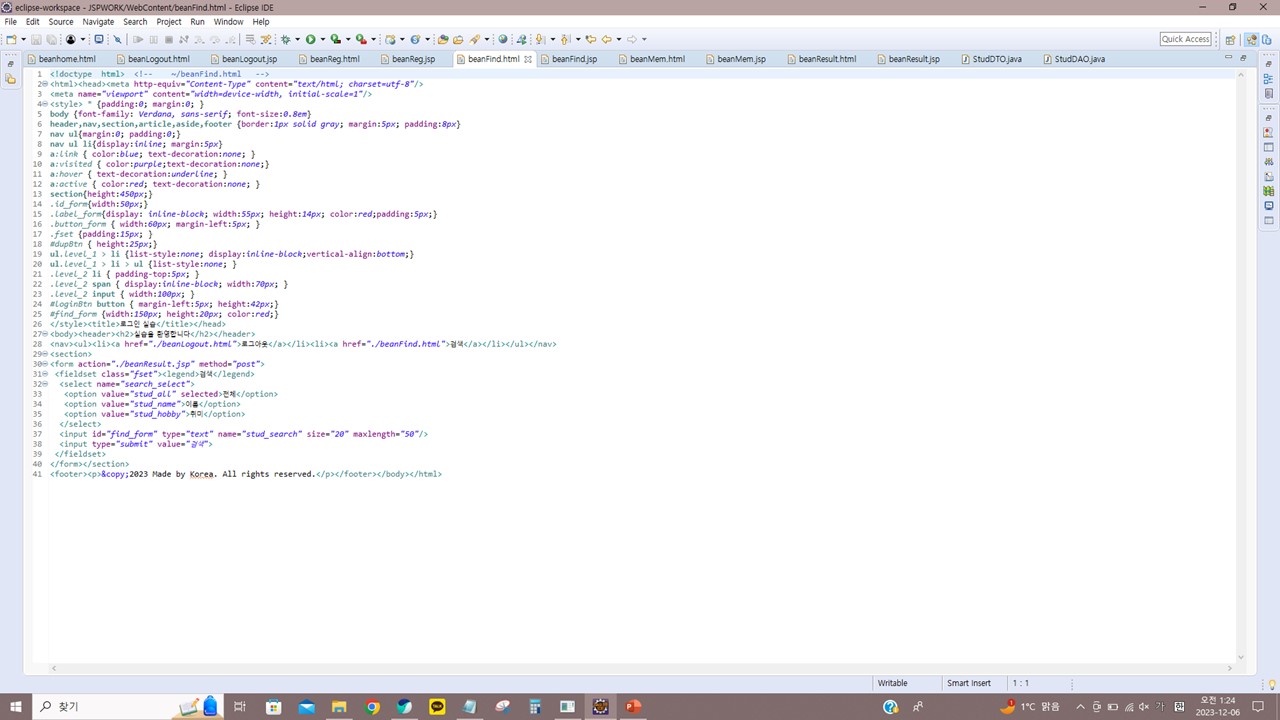 eclipse-workspace - JSPWORK/WebContent/beanFind.html - Eclipse IDE
File Edit Source Navigate Search Project Run Window Help
Quick Access
beanhome.html beanLogout.html beanLogout.jsp beanReg.html beanReg.jsp beanFind.html beanFind.jsp beanMem.html beanMem.jsp beanResult.html beanResult.jsp StudDTO.java StudDAO.java
1 <!doctype html> <!-- ~/beanFind.html -->
2 <html><head><meta http-equiv="Content-Type" content="text/html; charset=utf-8"/>
3 <meta name="viewport" content="width=device-width, initial-scale=1"/>
4 <style> * {padding:0; margin:0; }
5 body {font-family: Verdana, sans-serif; font-size:0.8em}
6 header,nav,section,article,aside,footer {border:1px solid gray; margin:5px; padding:8px}
7 nav ul{margin:0; padding:0;}
8 nav ul li{display:inline; margin:5px}
9 a:link { color:blue; text-decoration:none; }
10 a:visited { color:purple;text-decoration:none;}
11 a:hover { text-decoration:underline; }
12 a:active { color:red; text-decoration:none; }
13 section{height:450px;}
14 .id_form{width:50px;}
15 .label_form{display: inline-block; width:55px; height:14px; color:red;padding:5px;}
16 .button_form { width:60px; margin-left:5px; }
17 .fset {padding:15px; }
18 #dupBtn { height:25px;}
19 ul.level_1 > li {list-style:none; display:inline-block;vertical-align:bottom;}
20 ul.level_1 > li > ul {list-style:none; }
21 .level_2 li { padding-top:5px; }
22 .level_2 span { display:inline-block; width:70px; }
23 .level_2 input { width:100px; }
24 #loginBtn button { margin-left:5px; height:42px;}
25 #find_form {width:150px; height:20px; color:red;}
26 </style><title>로그인 실습</title></head>
27 <body><header><h2>실습을 환영합니다</h2></header>
28 <nav><ul><li><a href="./beanLogout.html">로그아웃</a></li><li><a href="./beanFind.html">검색</a></li></ul></nav>
29 <section>
30 <form action="./beanResult.jsp" method="post">
31 <fieldset class="fset"><legend>검색</legend>
32 <select name="search_select">
33 <option value="stud_all" selected>전체</option>
34 <option value="stud_name">이름</option>
35 <option value="stud_hobby">취미</option>
36 </select>
37 <input id="find_form" type="text" name="stud_search" size="20" maxlength="50"/>
38 <input type="submit" value="검색">
39 </fieldset>
40 </form></section>
41 <footer><p>&copy;2023 Made by Korea. All rights reserved.</p></footer></body></html>
Writable Smart Insert 1 : 1
찾기
1°C 맑음 가 오전 1:24
2023-12-06